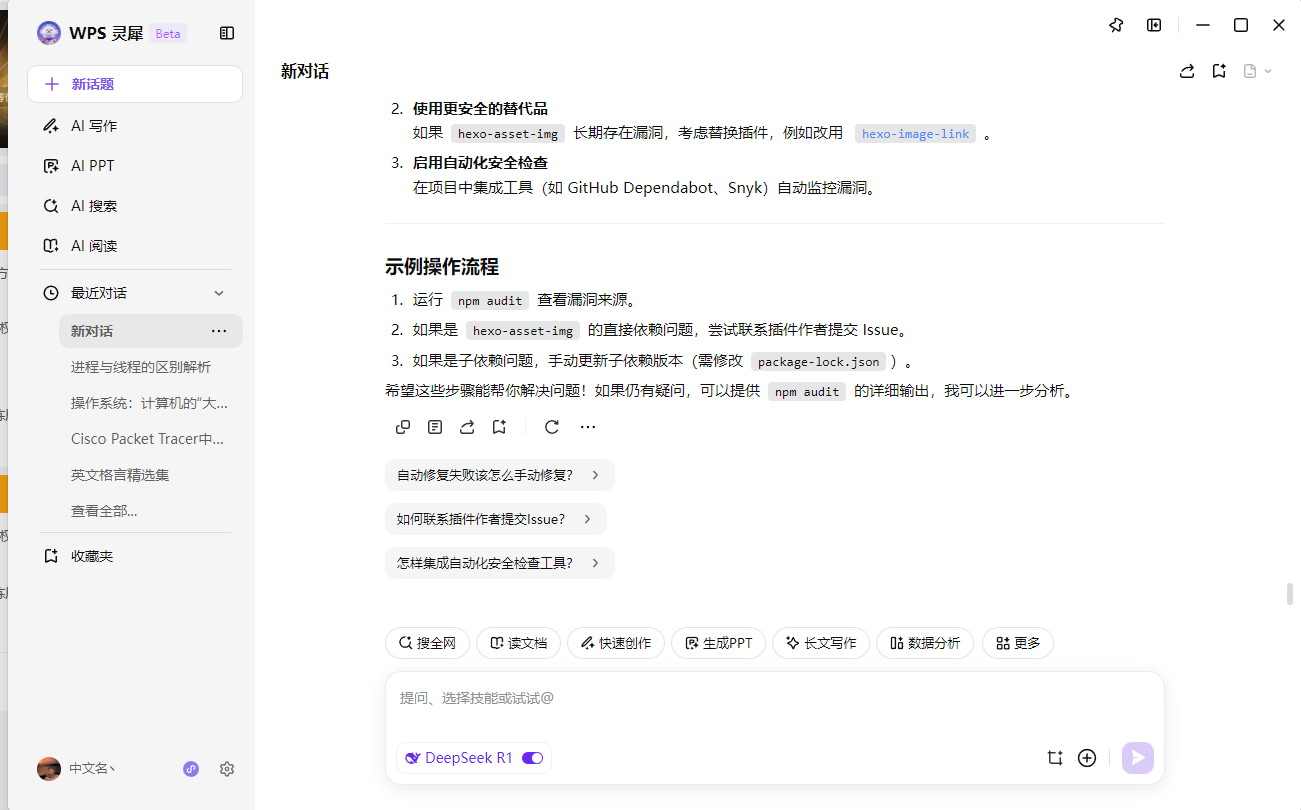 WPS 灵犀 Beta
新话题
AI 写作
AI PPT
AI 搜索
AI 阅读
最近对话
新对话
进程与线程的区别解析
操作系统：计算机的“大...
Cisco Packet Tracer中...
英文格言精选集
查看全部...
收藏夹
中文名丶
新对话
2. 使用更安全的替代品
如果 hexo-asset-img 长期存在漏洞，考虑替换插件，例如改用 hexo-image-link 。
3. 启用自动化安全检查
在项目中集成工具（如 GitHub Dependabot、Snyk）自动监控漏洞。
示例操作流程
1. 运行 npm audit 查看漏洞来源。
2. 如果是 hexo-asset-img 的直接依赖问题，尝试联系插件作者提交 Issue。
3. 如果是子依赖问题，手动更新子依赖版本（需修改 package-lock.json ）。
希望这些步骤能帮你解决问题！如果仍有疑问，可以提供 npm audit 的详细输出，我可以进一步分析。
自动修复失败该怎么手动修复？
如何联系插件作者提交Issue？
怎样集成自动化安全检查工具？
搜全网 读文档 快速创作 生成PPT 长文写作 数据分析 更多
提问、选择技能或试试@
DeepSeek R1